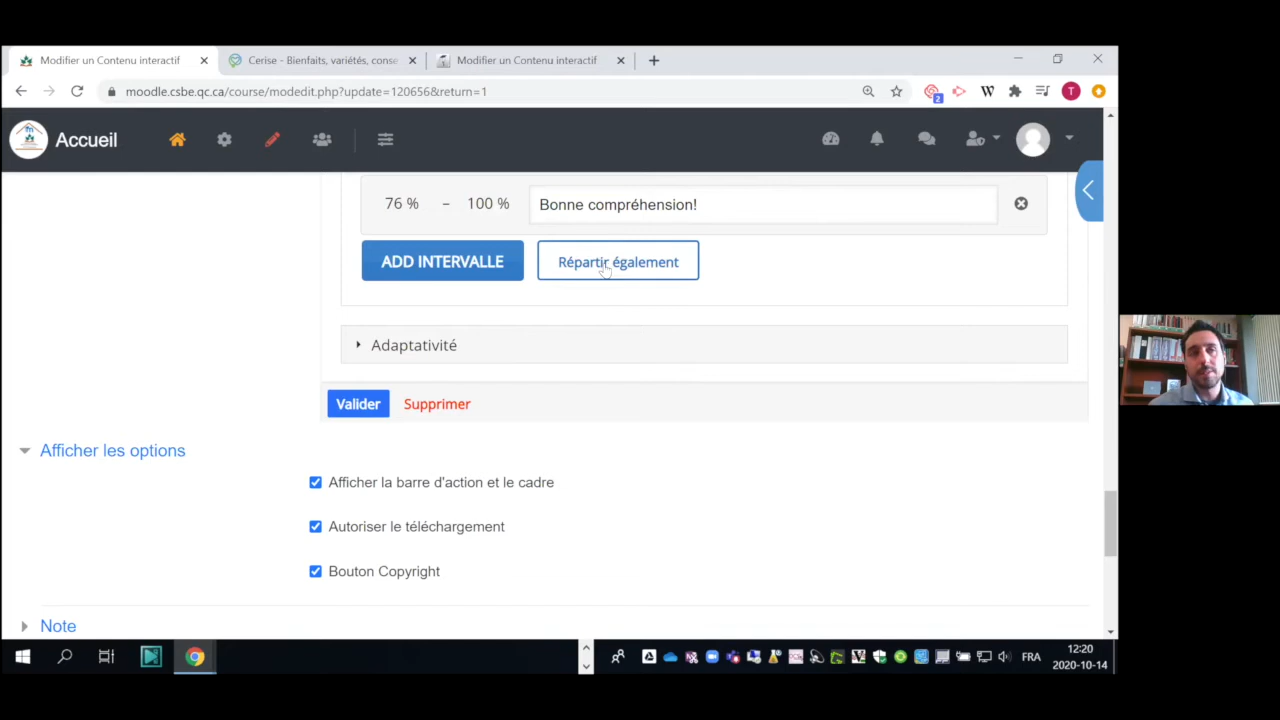 Modifier un Contenu interactif
Cerise - Bienfaits, variétés, conse
Modifier un Contenu interactif
moodle.csbe.qc.ca/course/modedit.php?update=120656&return=1
2
W
T
Accueil
76 % – 100 % Bonne compréhension!
ADD INTERVALLE Répartir également
Adaptativité
Valider Supprimer
Afficher les options
Afficher la barre d'action et le cadre
Autoriser le téléchargement
Bouton Copyright
Note
FRA
12:20
2020-10-14